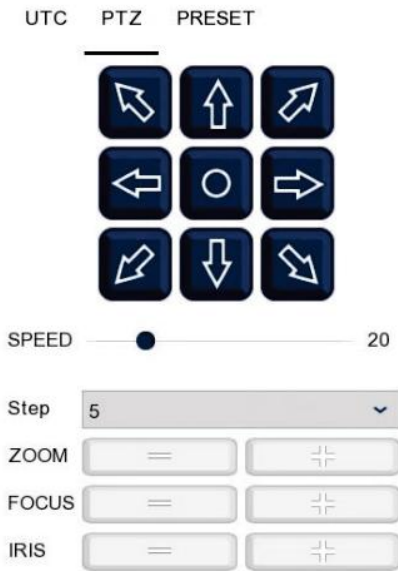 UTC PTZ PRESET
SPEED 20
Step 5
ZOOM
FOCUS
IRIS